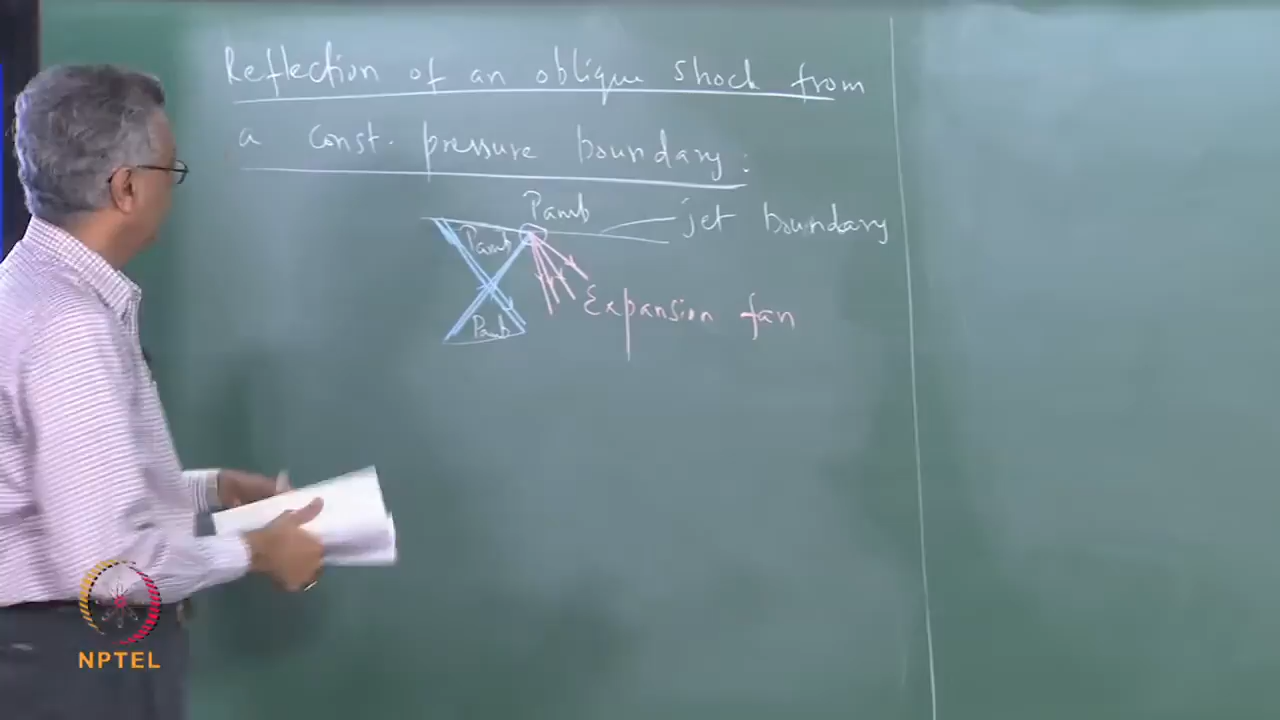 Reflection of an oblique shock from
a const. pressure boundary:
Pamb
jet boundary
Pamb
Expansion fan
Pamb
NPTEL